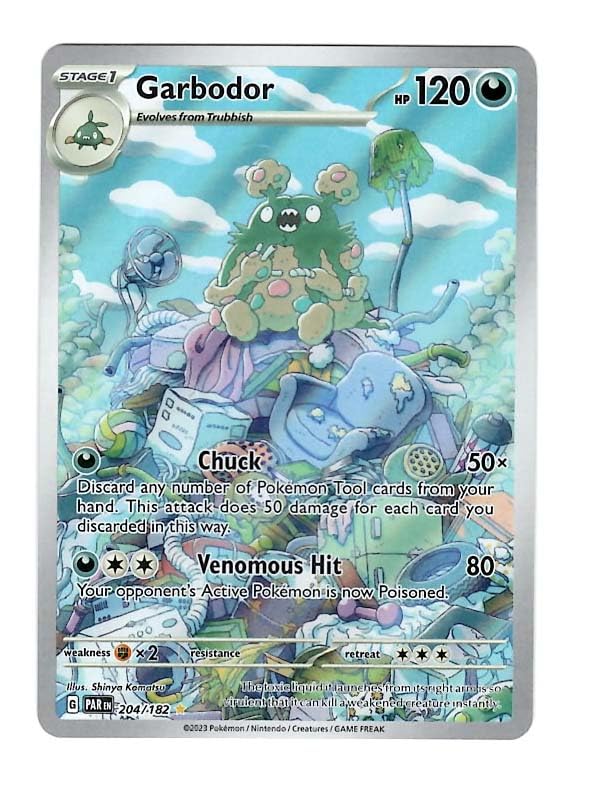 STAGE 1 Garbodor HP 120
Evolves from Trubbish
Chuck 50×
Discard any number of Pokémon Tool cards from your
hand. This attack does 50 damage for each card you
discarded in this way.
Venomous Hit 80
Your opponent's Active Pokémon is now Poisoned.
weakness ×2 resistance retreat
Illus. Shinya Komatsu
The toxic liquid it launches from its right arm is so
virulent that it can kill a weakened creature instantly.
G PAR EN 204/182
©2023 Pokémon / Nintendo / Creatures / GAME FREAK